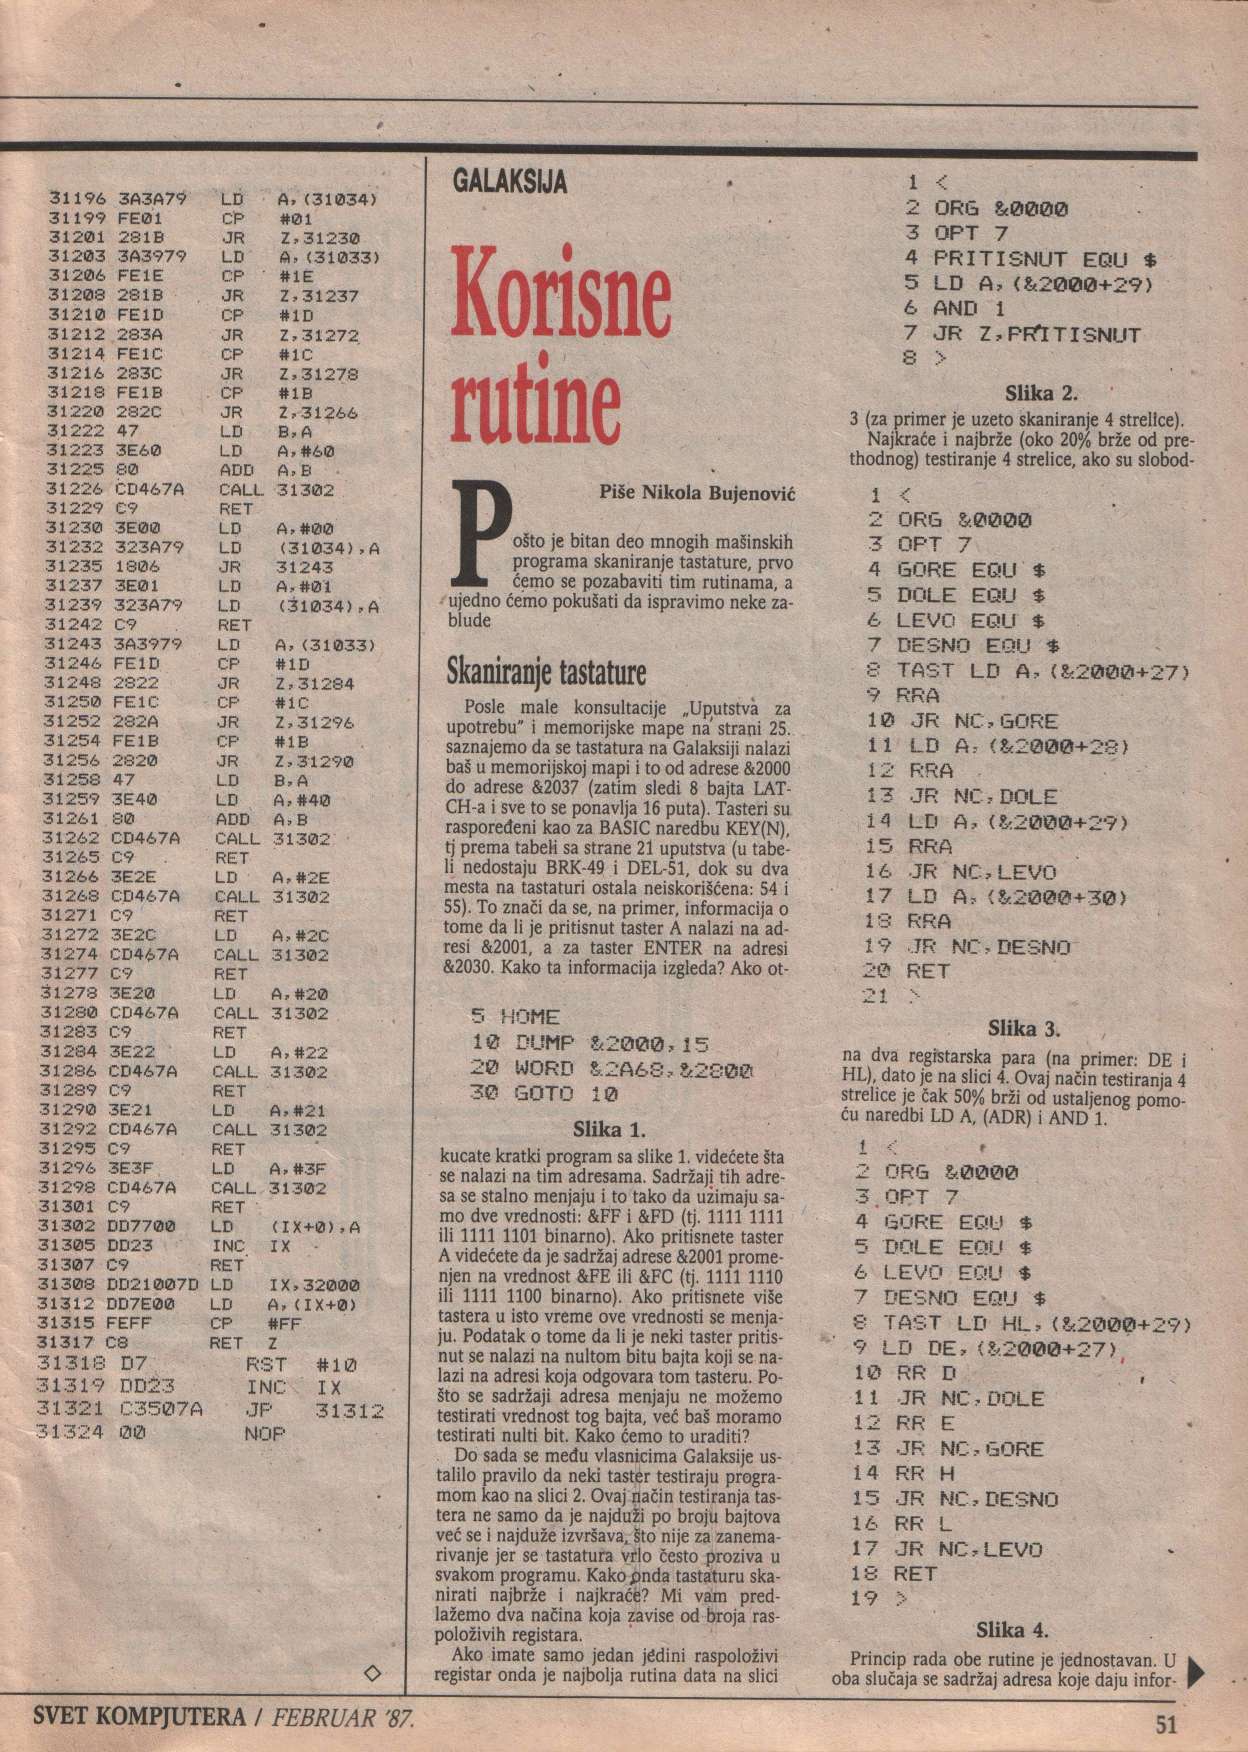 31196 3A3A79 LD A,(31034)
31199 FE01 CP #01
31201 281B JR Z,31230
31203 3A3979 LD A,(31033)
31206 FE1E CP #1E
31208 281B JR Z,31237
31210 FE1D CP #1D
31212 283A JR Z,31272
31214 FE1C CP #1C
31216 283C JR Z,31278
31218 FE1B CP #1B
31220 282C JR Z,31266
31222 47 LD B,A
31223 3E60 LD A,#60
31225 80 ADD A,B
31226 CD467A CALL 31302
31229 C9 RET
31230 3E00 LD A,#00
31232 323A79 LD (31034),A
31235 1806 JR 31243
31237 3E01 LD A,#01
31239 323A79 LD (31034),A
31242 C9 RET
31243 3A3979 LD A,(31033)
31246 FE1D CP #1D
31248 2822 JR Z,31284
31250 FE1C CP #1C
31252 282A JR Z,31296
31254 FE1B CP #1B
31256 2820 JR Z,31290
31258 47 LD B,A
31259 3E40 LD A,#40
31261 80 ADD A,B
31262 CD467A CALL 31302
31265 C9 RET
31266 3E2E LD A,#2E
31268 CD467A CALL 31302
31271 C9 RET
31272 3E2C LD A,#2C
31274 CD467A CALL 31302
31277 C9 RET
31278 3E20 LD A,#20
31280 CD467A CALL 31302
31283 C9 RET
31284 3E22 LD A,#22
31286 CD467A CALL 31302
31289 C9 RET
31290 3E21 LD A,#21
31292 CD467A CALL 31302
31295 C9 RET
31296 3E3F LD A,#3F
31298 CD467A CALL 31302
31301 C9 RET
31302 DD7700 LD (IX+0),A
31305 DD23 INC IX
31307 C9 RET
31308 DD21007D LD IX,32000
31312 DD7E00 LD A,(IX+0)
31315 FEFF CP #FF
31317 C8 RET Z
31318 D7 RST #10
31319 DD23 INC IX
31321 C3507A JP 31312
31324 00 NOP
GALAKSIJA
Korisne
rutine
Piše Nikola Bujenović
Pošto je bitan deo mnogih mašinskih
programa skaniranje tastature, prvo
ćemo se pozabaviti tim rutinama, a
ujedno ćemo pokušati da ispravimo neke za-
blude
Skaniranje tastature
Posle male konsultacije „Uputstva za
upotrebu" i memorijske mape na strani 25.
saznajemo da se tastatura na Galaksiji nalazi
baš u memorijskoj mapi i to od adrese &2000
do adrese &2037 (zatim sledi 8 bajta LAT-
CH-a i sve to se ponavlja 16 puta). Tasteri su
raspoređeni kao za BASIC naredbu KEY(N),
tj prema tabeli sa strane 21 uputstva (u tabe-
li nedostaju BRK-49 i DEL-51, dok su dva
mesta na tastaturi ostala neiskorišćena: 54 i
55). To znači da se, na primer, informacija o
tome da li je pritisnut taster A nalazi na ad-
resi &2001, a za taster ENTER na adresi
&2030. Kako ta informacija izgleda? Ako ot-
5 HOME
10 DUMP &2000,15
20 WORD &2A68,&2800
30 GOTO 10
Slika 1.
kucate kratki program sa slike 1. videćete šta
se nalazi na tim adresama. Sadržaji tih adre-
sa se stalno menjaju i to tako da uzimaju sa-
mo dve vrednosti: &FF i &FD (tj. 1111 1111
ili 1111 1101 binarno). Ako pritisnete taster
A videćete da je sadržaj adrese &2001 prome-
njen na vrednost &FE ili &FC (tj. 1111 1110
ili 1111 1100 binarno). Ako pritisnete više
tastera u isto vreme ove vrednosti se menja-
ju. Podatak o tome da li je neki taster pritis-
nut se nalazi na nultom bitu bajta koji se na-
lazi na adresi koja odgovara tom tasteru. Po-
što se sadržaji adresa menjaju ne možemo
testirati vrednost tog bajta, već baš moramo
testirati nulti bit. Kako ćemo to uraditi?
Do sada se među vlasnicima Galaksije us-
talilo pravilo da neki taster testiraju progra-
mom kao na slici 2. Ovaj način testiranja tas-
tera ne samo da je najduži po broju bajtova
već se i najduže izvršava, što nije za zanema-
rivanje jer se tastatura vrlo često proziva u
svakom programu. Kako onda tastaturu ska-
nirati najbrže i najkraće? Mi vam pred-
lažemo dva načina koja zavise od broja ras-
položivih registara.
Ako imate samo jedan jedini raspoloživi
registar onda je najbolja rutina data na slici
1 <
2 ORG &0000
3 OPT 7
4 PRITISNUT EQU $
5 LD A,(&2000+29)
6 AND 1
7 JR Z,PRITISNUT
8 >
Slika 2.
3 (za primer je uzeto skaniranje 4 strelice).
Najkraće i najbrže (oko 20% brže od pre-
thodnog) testiranje 4 strelice, ako su slobod-
1 <
2 ORG &0000
3 OPT 7
4 GORE EQU $
5 DOLE EQU $
6 LEVO EQU $
7 DESNO EQU $
8 TAST LD A,(&2000+27)
9 RRA
10 JR NC,GORE
11 LD A,(&2000+28)
12 RRA
13 JR NC,DOLE
14 LD A,(&2000+29)
15 RRA
16 JR NC,LEVO
17 LD A,(&2000+30)
18 RRA
19 JR NC,DESNO
20 RET
21 >
Slika 3.
na dva registarska para (na primer: DE i
HL), dato je na slici 4. Ovaj način testiranja 4
strelice je čak 50% brži od ustaljenog pomo-
ću naredbi LD A, (ADR) i AND 1.
1 <
2 ORG &0000
3 OPT 7
4 GORE EQU $
5 DOLE EQU $
6 LEVO EQU $
7 DESNO EQU $
8 TAST LD HL,(&2000+29)
9 LD DE,(&2000+27)
10 RR D
11 JR NC,DOLE
12 RR E
13 JR NC,GORE
14 RR H
15 JR NC,DESNO
16 RR L
17 JR NC,LEVO
18 RET
19 >
Slika 4.
Princip rada obe rutine je jednostavan. U
oba slučaja se sadržaj adresa koje daju infor-
SVET KOMPJUTERA / FEBRUAR '87.
51